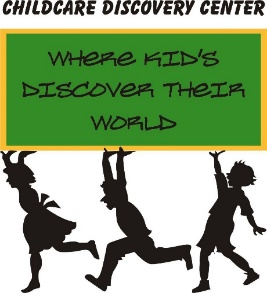 CHILDCARE DISCOVERY CENTER
WHERE KID'S
DISCOVER THEIR
WORLD